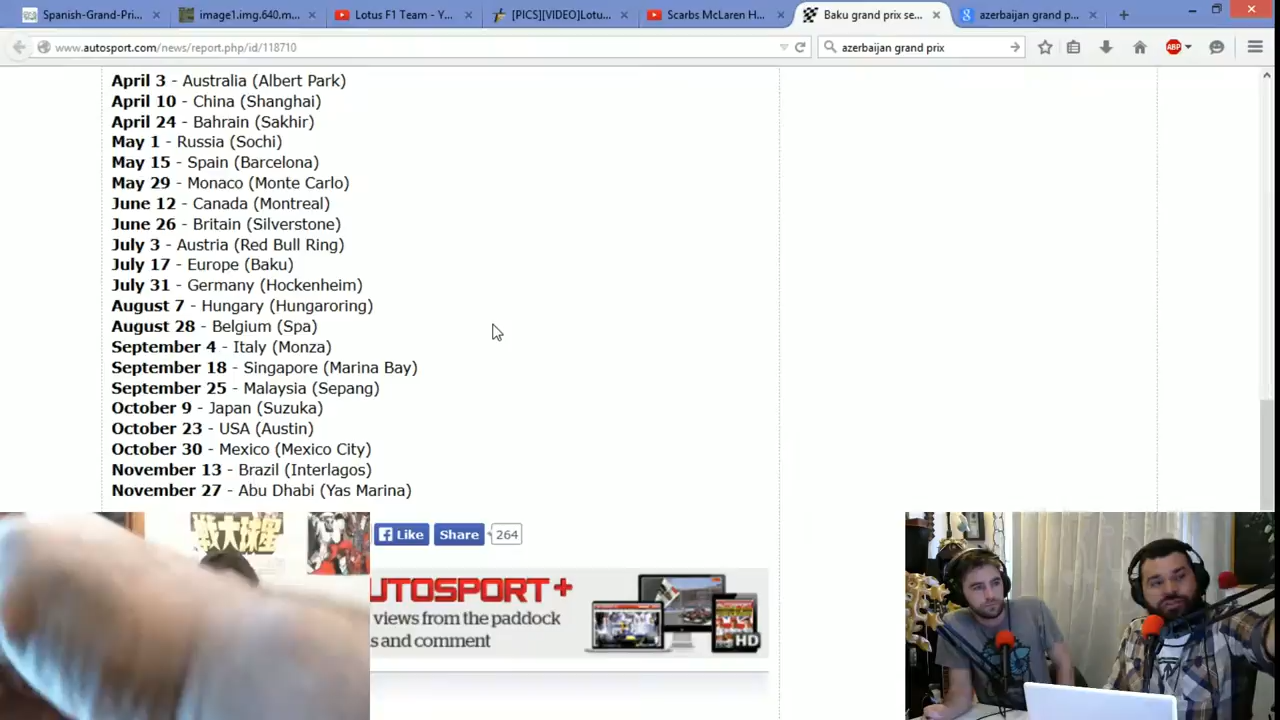 Spanish-Grand-Pri...
image1.img.640.m...
Lotus F1 Team - Y...
[PICS][VIDEO]Lotu...
Scarbs McLaren H...
Baku grand prix se...
azerbaijan grand p...
www.autosport.com/news/report.php/id/118710
azerbaijan grand prix
ABP
April 3 - Australia (Albert Park)
April 10 - China (Shanghai)
April 24 - Bahrain (Sakhir)
May 1 - Russia (Sochi)
May 15 - Spain (Barcelona)
May 29 - Monaco (Monte Carlo)
June 12 - Canada (Montreal)
June 26 - Britain (Silverstone)
July 3 - Austria (Red Bull Ring)
July 17 - Europe (Baku)
July 31 - Germany (Hockenheim)
August 7 - Hungary (Hungaroring)
August 28 - Belgium (Spa)
September 4 - Italy (Monza)
September 18 - Singapore (Marina Bay)
September 25 - Malaysia (Sepang)
October 9 - Japan (Suzuka)
October 23 - USA (Austin)
October 30 - Mexico (Mexico City)
November 13 - Brazil (Interlagos)
November 27 - Abu Dhabi (Yas Marina)
Like Share 264
UTOSPORT+
views from the paddock
s and comment
HD
大球星